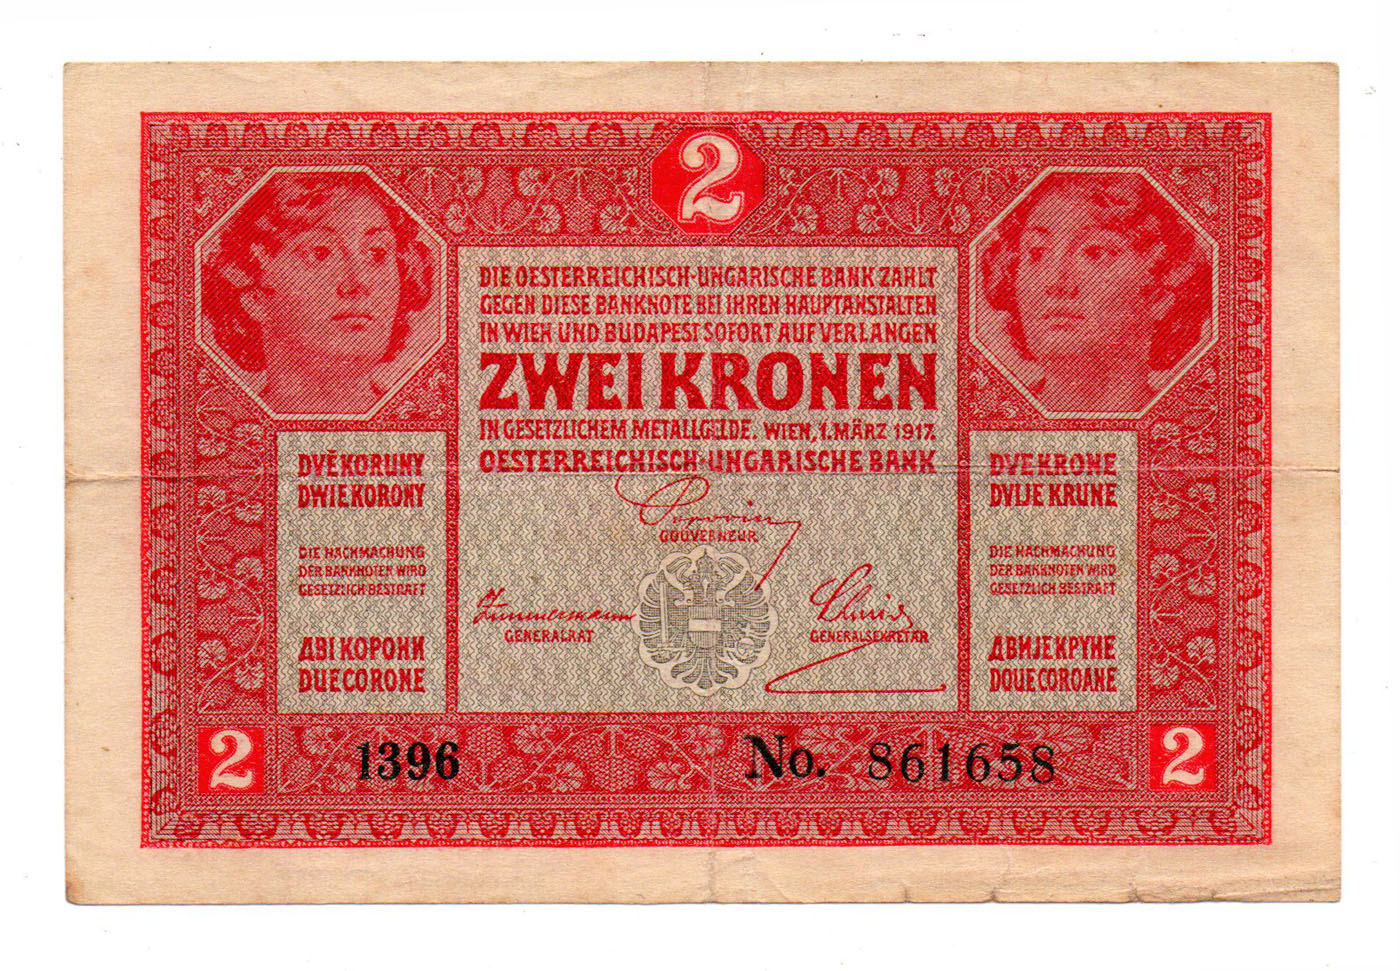 2
DIE OESTERREICHISCH-UNGARISCHE BANK ZAHLT
GEGEN DIESE BANKNOTE BEI IHREN HAUPTANSTALTEN
IN WIEN UND BUDAPEST SOFORT AUF VERLANGEN
ZWEI KRONEN
IN GESETZLICHEM METALLGELDE. WIEN, 1. MÄRZ 1917.
OESTERREICHISCH-UNGARISCHE BANK
Popovics
GOUVERNEUR
Zimmermann
GENERALRAT
Schmid
GENERALSEKRETÄR
DVĚ KORUNY
DWIE KORONY
DIE NACHMACHUNG
DER BANKNOTEN WIRD
GESETZLICH BESTRAFT
ДВІ КОРОНИ
DUE CORONE
DVE KRONE
DVIJE KRUNE
DIE NACHMACHUNG
DER BANKNOTEN WIRD
GESETZLICH BESTRAFT
ДВИЈЕ КРУНЕ
DOUE COROANE
2
1396
No. 861658
2